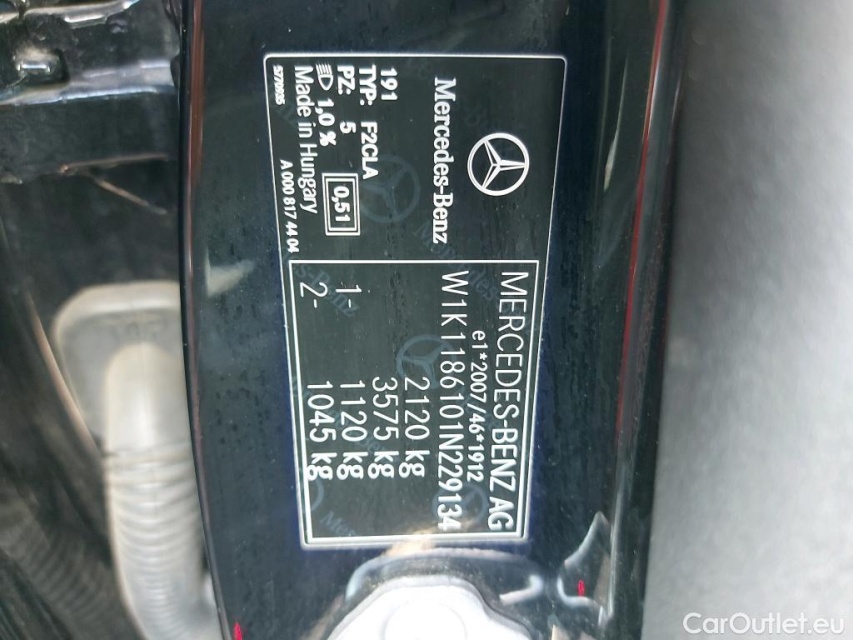 Mercedes-Benz
191
TYP: F2CLA
PZ: 5
1,0 % 0,51
Made in Hungary
5770935 A 000 817 44 04
MERCEDES-BENZ AG
e1*2007/46*1912
W1K1186101N229134
2120 kg
3575 kg
1- 1120 kg
2- 1045 kg
CarOutlet.eu